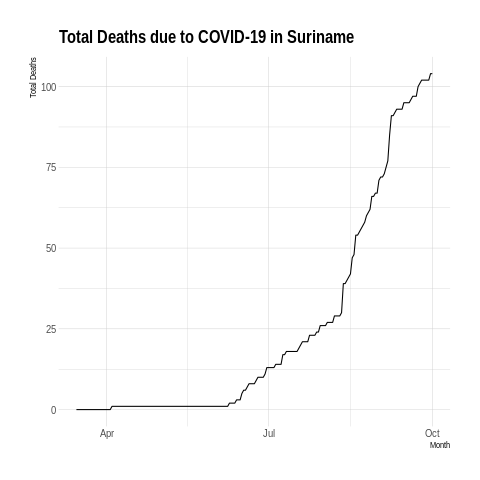 Total Deaths due to COVID-19 in Suriname
Total Deaths
100
75
50
25
0
Apr
Jul
Oct
Month